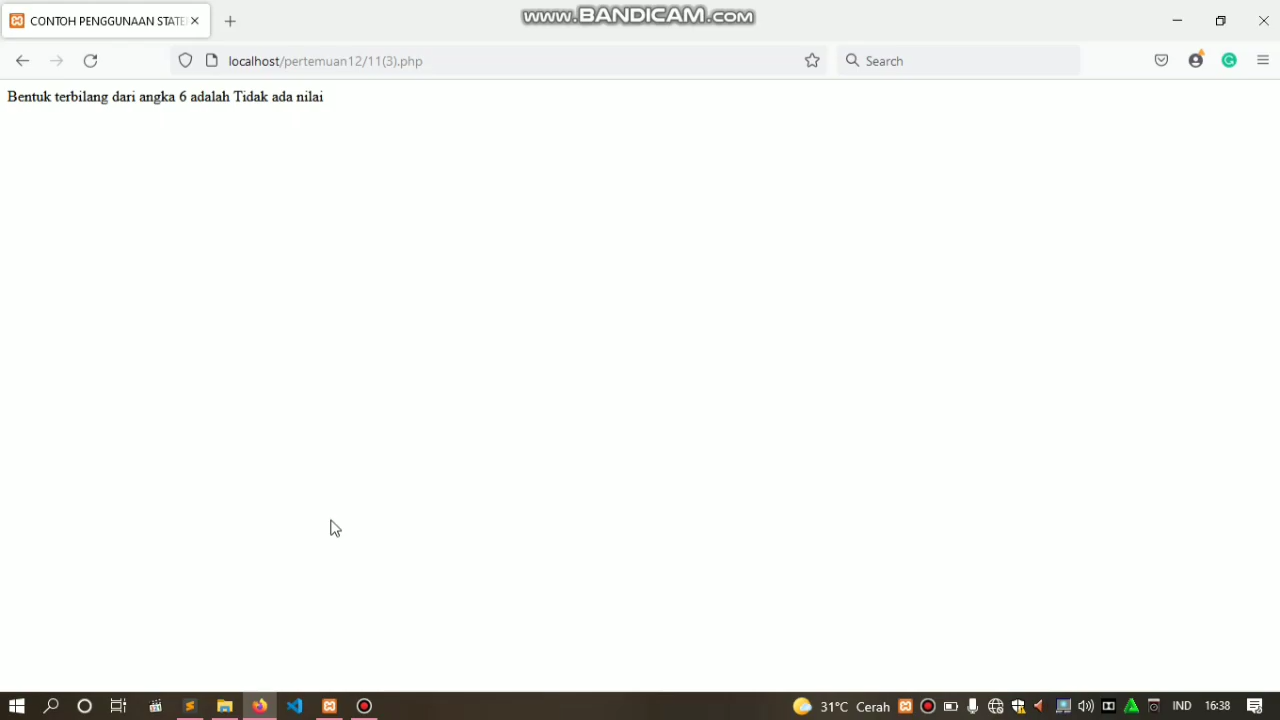 CONTOH PENGGUNAAN STATE
www.BANDICAM.com
localhost/pertemuan12/11(3).php
Search
Bentuk terbilang dari angka 6 adalah Tidak ada nilai
31°C Cerah
IND
16:38